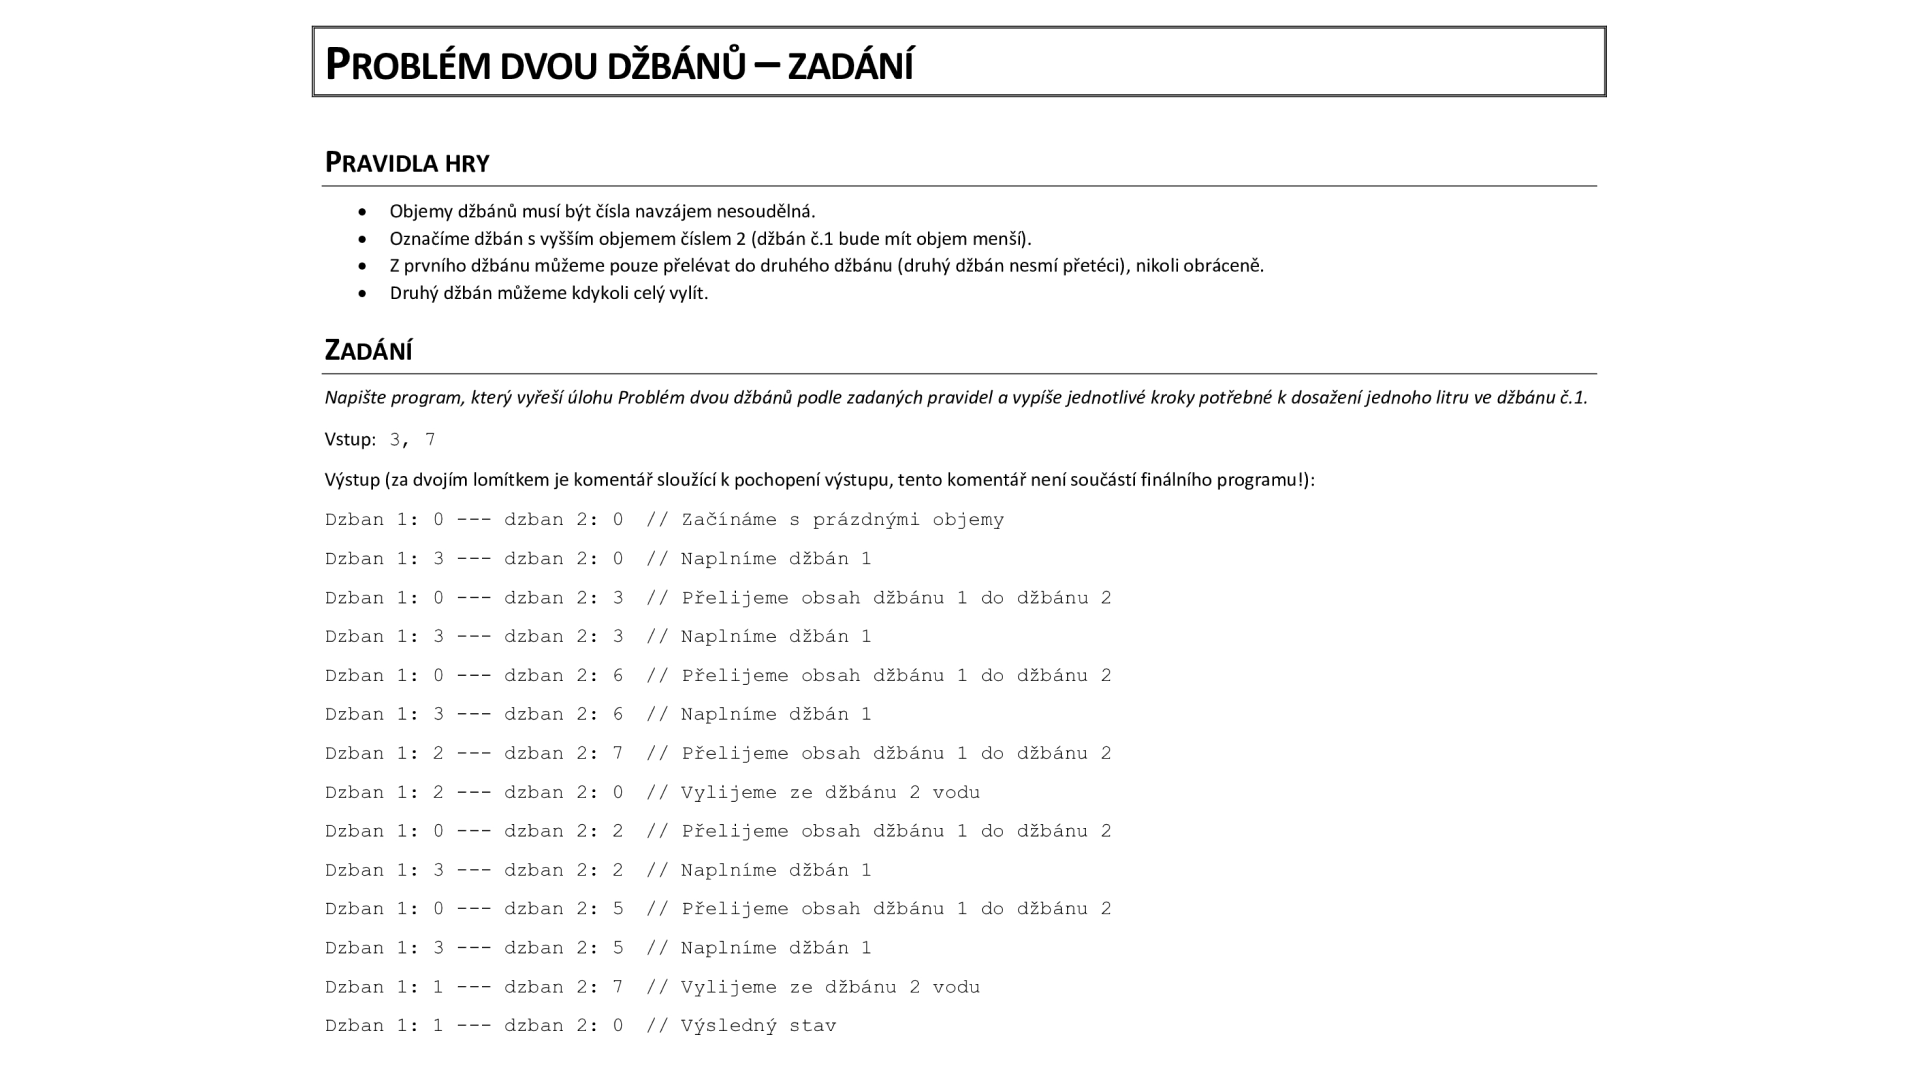 PROBLÉM DVOU DŽBÁNŮ – ZADÁNÍ
PRAVIDLA HRY
• Objemy džbánů musí být čísla navzájem nesoudělná.
• Označíme džbán s vyšším objemem číslem 2 (džbán č.1 bude mít objem menší).
• Z prvního džbánu můžeme pouze přelévat do druhého džbánu (druhý džbán nesmí přetéci), nikoli obráceně.
• Druhý džbán můžeme kdykoli celý vylít.
ZADÁNÍ
Napište program, který vyřeší úlohu Problém dvou džbánů podle zadaných pravidel a vypíše jednotlivé kroky potřebné k dosažení jednoho litru ve džbánu č.1.
Vstup: 3, 7
Výstup (za dvojím lomítkem je komentář sloužící k pochopení výstupu, tento komentář není součástí finálního programu!):
Dzban 1: 0 --- dzban 2: 0 // Začínáme s prázdnými objemy
Dzban 1: 3 --- dzban 2: 0 // Naplníme džbán 1
Dzban 1: 0 --- dzban 2: 3 // Přelijeme obsah džbánu 1 do džbánu 2
Dzban 1: 3 --- dzban 2: 3 // Naplníme džbán 1
Dzban 1: 0 --- dzban 2: 6 // Přelijeme obsah džbánu 1 do džbánu 2
Dzban 1: 3 --- dzban 2: 6 // Naplníme džbán 1
Dzban 1: 2 --- dzban 2: 7 // Přelijeme obsah džbánu 1 do džbánu 2
Dzban 1: 2 --- dzban 2: 0 // Vylijeme ze džbánu 2 vodu
Dzban 1: 0 --- dzban 2: 2 // Přelijeme obsah džbánu 1 do džbánu 2
Dzban 1: 3 --- dzban 2: 2 // Naplníme džbán 1
Dzban 1: 0 --- dzban 2: 5 // Přelijeme obsah džbánu 1 do džbánu 2
Dzban 1: 3 --- dzban 2: 5 // Naplníme džbán 1
Dzban 1: 1 --- dzban 2: 7 // Vylijeme ze džbánu 2 vodu
Dzban 1: 1 --- dzban 2: 0 // Výsledný stav